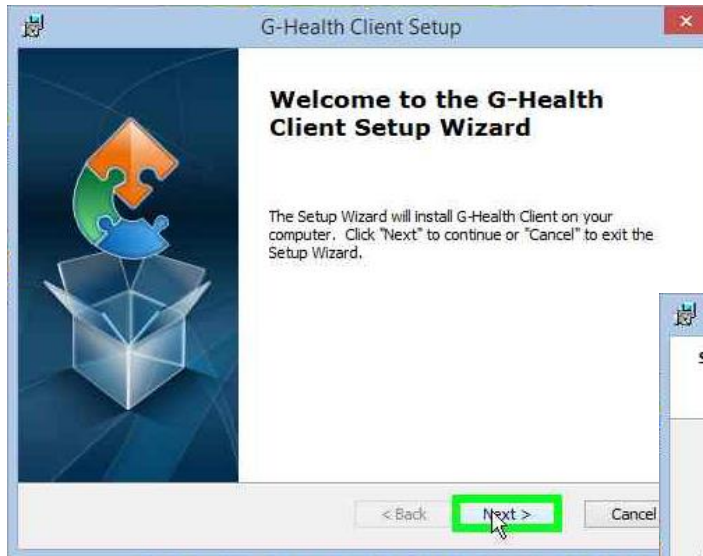 G-Health Client Setup
Welcome to the G-Health
Client Setup Wizard
The Setup Wizard will install G-Health Client on your
computer. Click "Next" to continue or "Cancel" to exit the
Setup Wizard.
< Back
Next >
Cancel